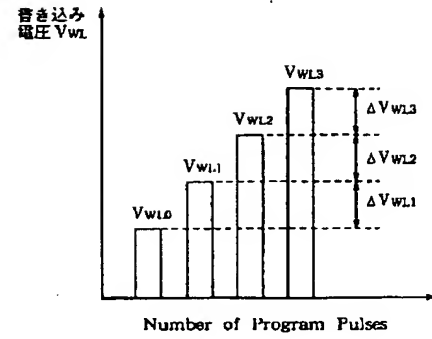 書き込み
電圧 VWL
VWL3
VWL2
VWL1
VWL0
ΔVWL3
ΔVWL2
ΔVWL1
Number of Program Pulses